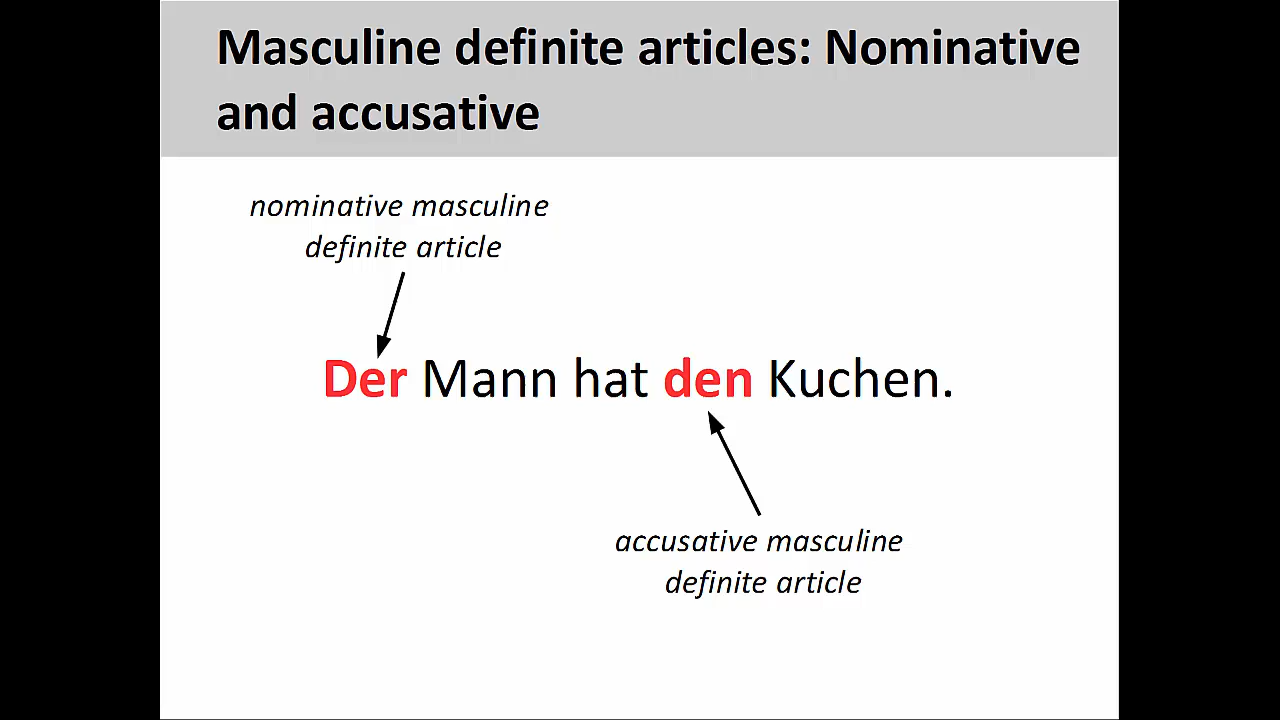 Masculine definite articles: Nominative
and accusative
nominative masculine
definite article
Der Mann hat den Kuchen.
accusative masculine
definite article